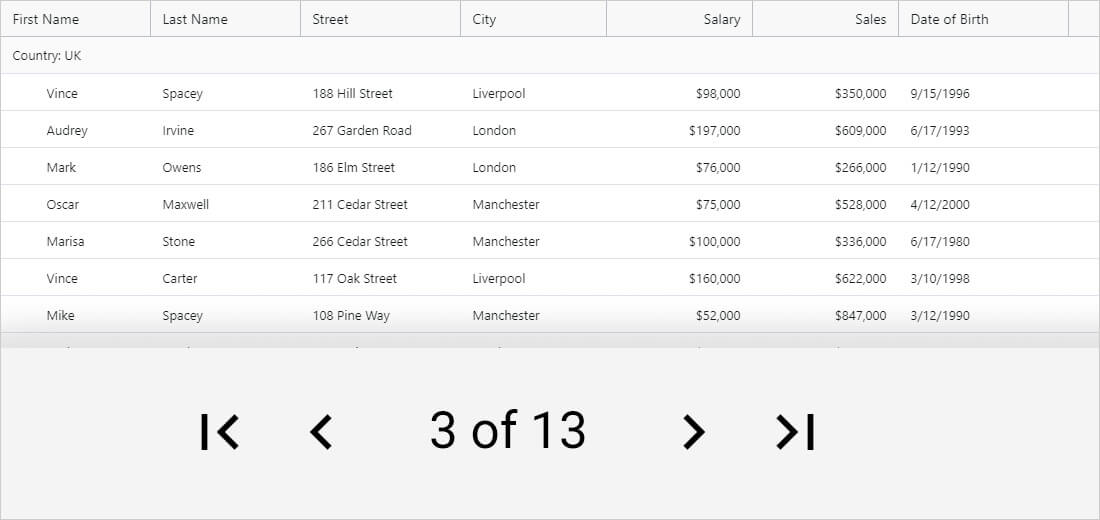 First Name Last Name Street City Salary Sales Date of Birth
Country: UK
Vince Spacey 188 Hill Street Liverpool $98,000 $350,000 9/15/1996
Audrey Irvine 267 Garden Road London $197,000 $609,000 6/17/1993
Mark Owens 186 Elm Street London $76,000 $266,000 1/12/1990
Oscar Maxwell 211 Cedar Street Manchester $75,000 $528,000 4/12/2000
Marisa Stone 266 Cedar Street Manchester $100,000 $336,000 6/17/1980
Vince Carter 117 Oak Street Liverpool $160,000 $622,000 3/10/1998
Mike Spacey 108 Pine Way Manchester $52,000 $847,000 3/12/1990
3 of 13